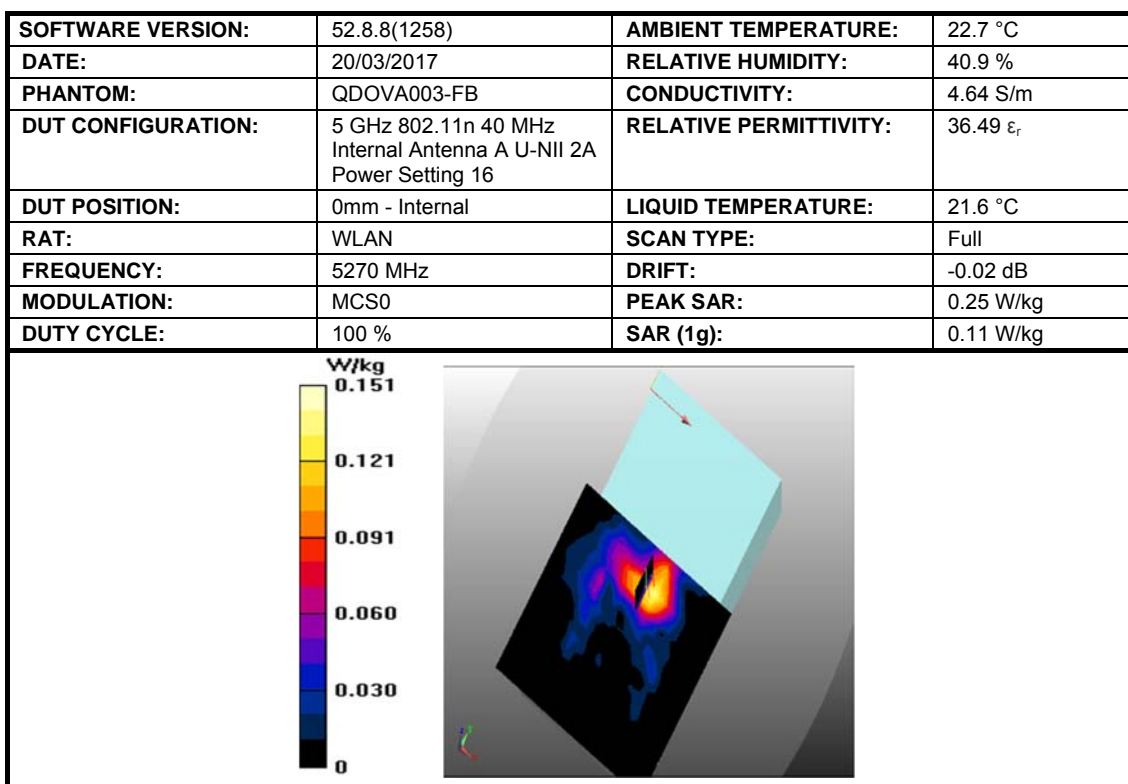 SOFTWARE VERSION: 52.8.8(1258) AMBIENT TEMPERATURE: 22.7 °C
DATE: 20/03/2017 RELATIVE HUMIDITY: 40.9 %
PHANTOM: QDOVA003-FB CONDUCTIVITY: 4.64 S/m
DUT CONFIGURATION: 5 GHz 802.11n 40 MHz RELATIVE PERMITTIVITY: 36.49 εr
Internal Antenna A U-NII 2A
Power Setting 16
DUT POSITION: 0mm - Internal LIQUID TEMPERATURE: 21.6 °C
RAT: WLAN SCAN TYPE: Full
FREQUENCY: 5270 MHz DRIFT: -0.02 dB
MODULATION: MCS0 PEAK SAR: 0.25 W/kg
DUTY CYCLE: 100 % SAR (1g): 0.11 W/kg
W/kg
0.151
0.121
0.091
0.060
0.030
0